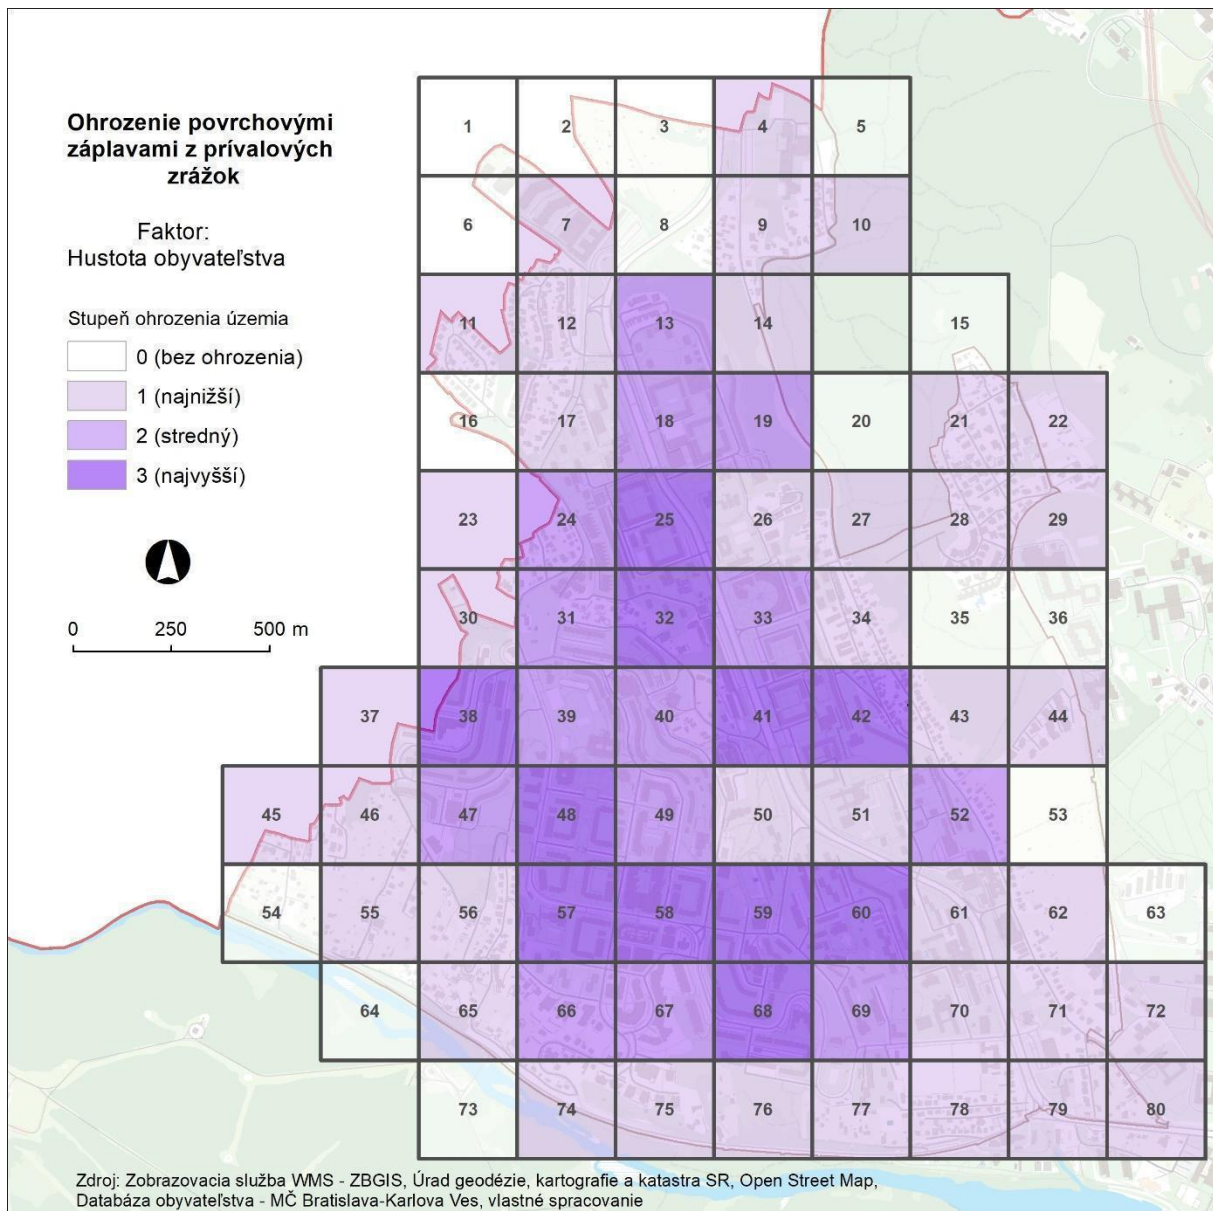 Ohrozenie povrchovými
záplavami z prívalových
zrážok
Faktor:
Hustota obyvateľstva
Stupeň ohrozenia územia
0 (bez ohrozenia)
1 (najnižší)
2 (stredný)
3 (najvyšší)
0 250 500 m
1 2 3 4 5
6 7 8 9 10
11 12 13 14 15
16 17 18 19 20 21 22
23 24 25 26 27 28 29
30 31 32 33 34 35 36
37 38 39 40 41 42 43 44
45 46 47 48 49 50 51 52 53
54 55 56 57 58 59 60 61 62 63
64 65 66 67 68 69 70 71 72
73 74 75 76 77 78 79 80
Zdroj: Zobrazovacia služba WMS - ZBGIS, Úrad geodézie, kartografie a katastra SR, Open Street Map,
Databáza obyvateľstva - MČ Bratislava-Karlova Ves, vlastné spracovanie